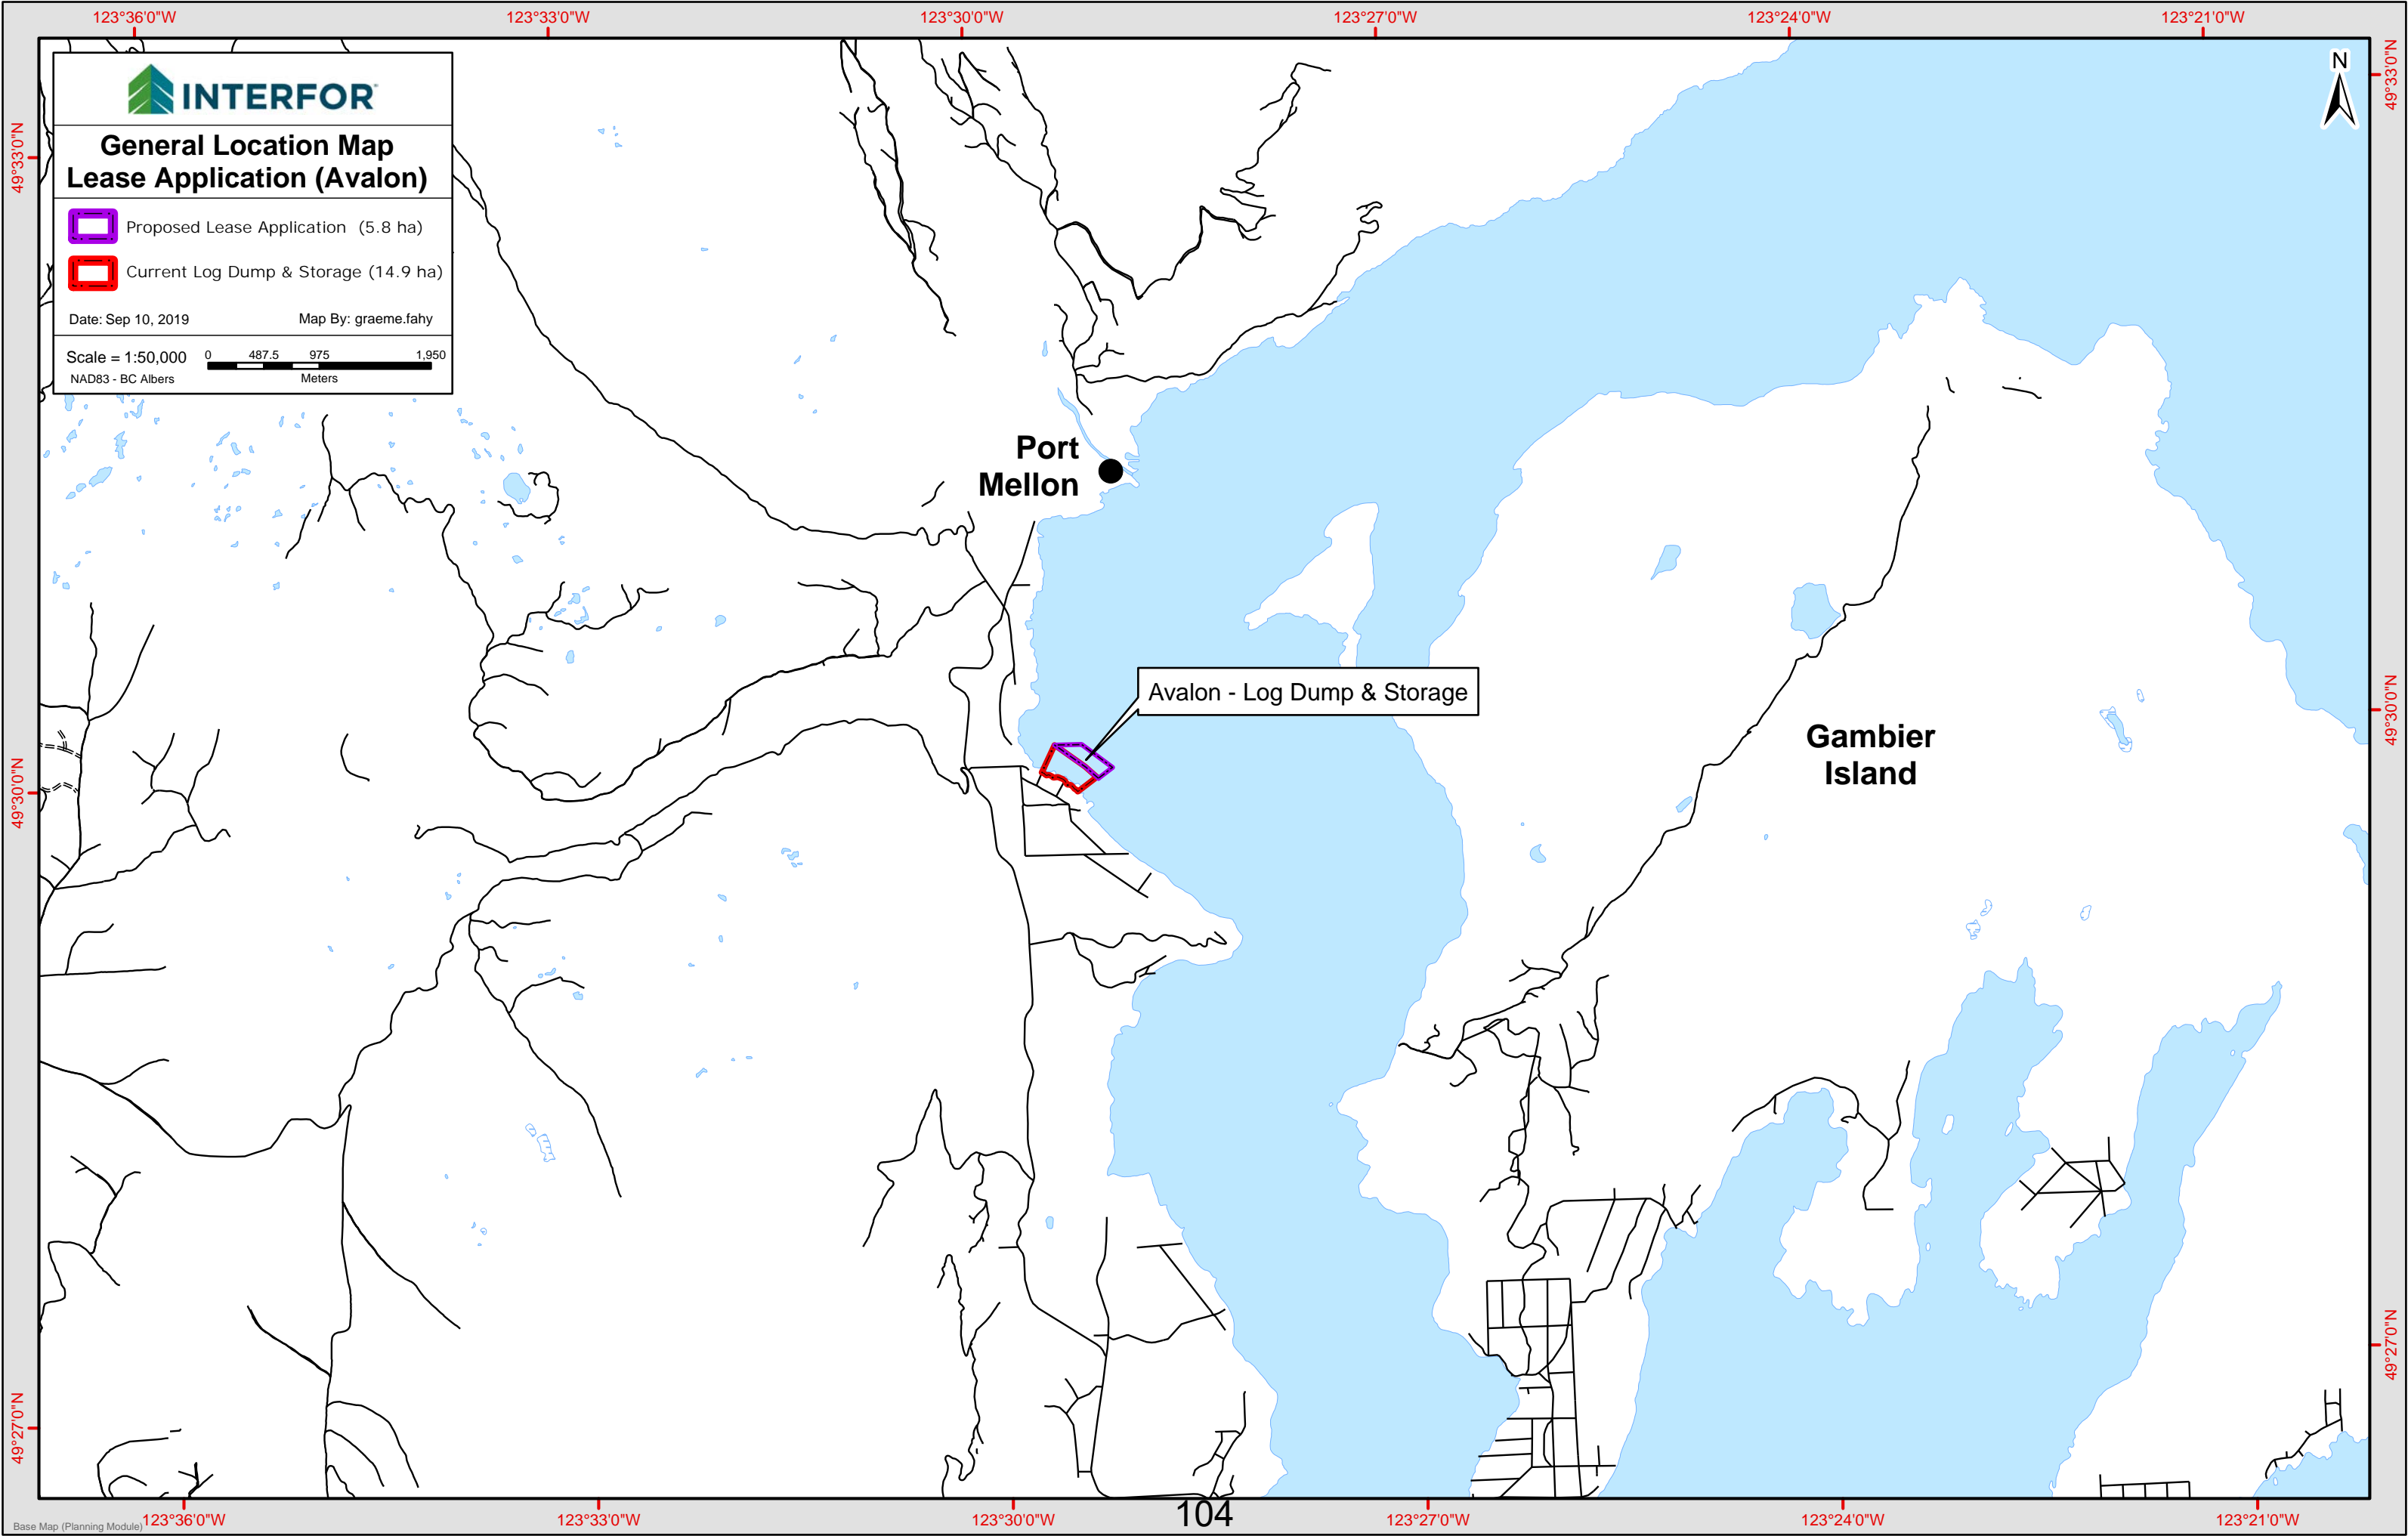 123°36'0"W 123°33'0"W 123°30'0"W 123°27'0"W 123°24'0"W 123°21'0"W
INTERFOR
General Location Map
Lease Application (Avalon)
Proposed Lease Application (5.8 ha)
Current Log Dump & Storage (14.9 ha)
Date: Sep 10, 2019 Map By: graeme.fahy
Scale = 1:50,000 0 487.5 975 1,950
NAD83 - BC Albers Meters
N
49°33'0"N
49°33'0"N
Port
Mellon
Avalon - Log Dump & Storage
Gambier
Island
49°30'0"N
49°30'0"N
49°27'0"N
49°27'0"N
104
Base Map (Planning Module)
123°36'0"W 123°33'0"W 123°30'0"W 123°27'0"W 123°24'0"W 123°21'0"W